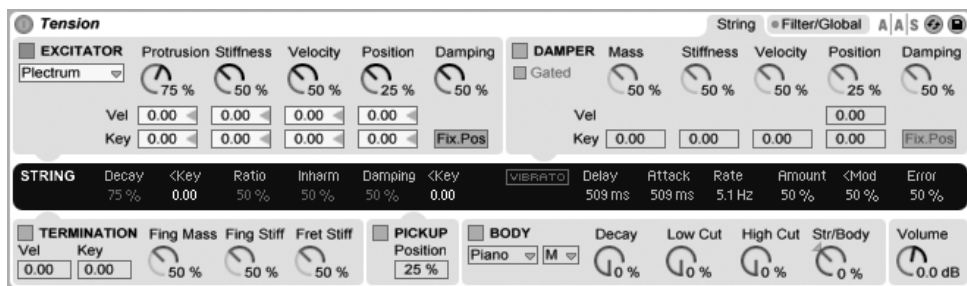 Tension String Filter/Global A A S
EXCITATOR Protrusion Stiffness Velocity Position Damping
Plectrum 75 % 50 % 50 % 25 % 50 %
Vel 0.00 0.00 0.00 0.00
Key 0.00 0.00 0.00 0.00 Fix.Pos
DAMPER Mass Stiffness Velocity Position Damping
Gated 50 % 50 % 50 % 25 % 50 %
Vel 0.00
Key 0.00 0.00 0.00 0.00 Fix.Pos
STRING Decay <Key Ratio Inharm Damping <Key VIBRATO Delay Attack Rate Amount <Mod Error
75 % 0.00 50 % 50 % 50 % 0.00 509 ms 509 ms 5.1 Hz 50 % 50 % 50 %
TERMINATION Fing Mass Fing Stiff Fret Stiff
Vel Key
0.00 0.00 50 % 50 % 50 %
PICKUP
Position
25 %
BODY Decay Low Cut High Cut Str/Body
Piano M 0 % 0 % 0 % 0 %
Volume
0.0 dB